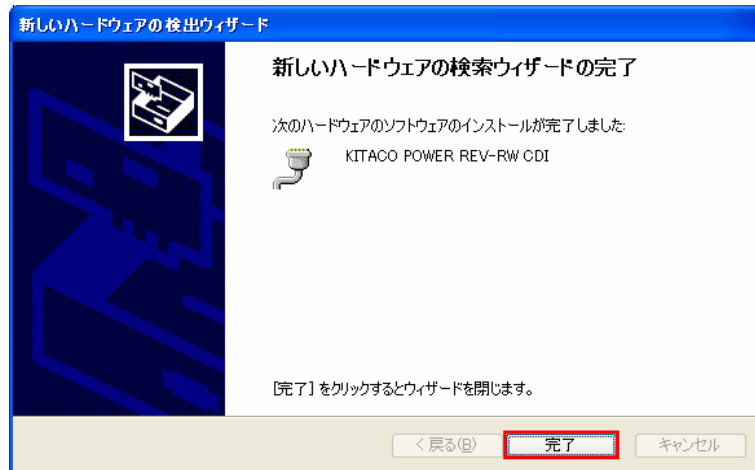 新しいハードウェアの検出ウィザード
新しいハードウェアの検索ウィザードの完了
次のハードウェアのソフトウェアのインストールが完了しました:
KITACO POWER REV-RW CDI
[完了] をクリックするとウィザードを閉じます。
< 戻る(B)
完了
キャンセル